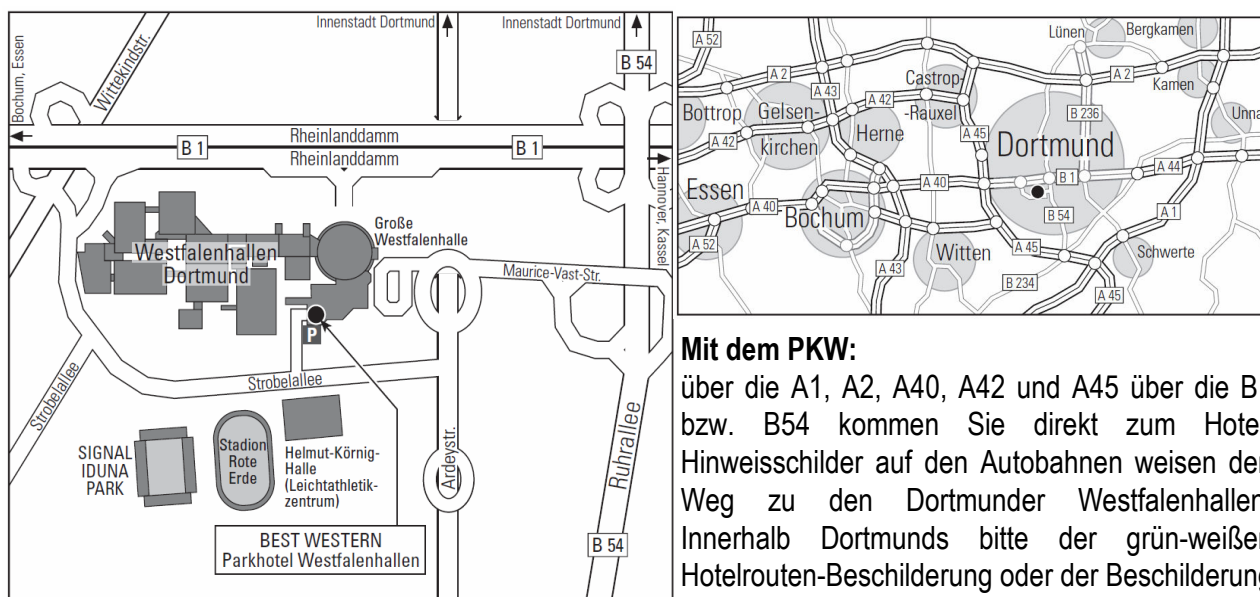 Innenstadt Dortmund
Innenstadt Dortmund
Bochum, Essen
Wittekindstr.
B 54
Rheinlanddamm
B 1
Rheinlanddamm
B 1
Hannover, Kassel
Große
Westfalenhalle
Westfalenhallen
Dortmund
Maurice-Vast-Str.
P
Strobelallee
Strobelallee
SIGNAL
IDUNA
PARK
Stadion
Rote
Erde
Helmut-Körnig-
Halle
(Leichtathletik-
zentrum)
Ardeystr.
Ruhrallee
BEST WESTERN
Parkhotel Westfalenhallen
B 54
A 52
Lünen
Bergkamen
A 2
A 43
Castrop-
-Rauxel
A 2
Kamen
Bottrop
Gelsen-
kirchen
A 42
Herne
B 236
Unna
A 42
A 45
Dortmund
Essen
A 40
B 1
A 44
A 40
Bochum
B 54
A 1
A 52
Witten
A 45
Schwerte
A 43
B 234
A 45
Mit dem PKW:
über die A1, A2, A40, A42 und A45 über die B
bzw. B54 kommen Sie direkt zum Hote
Hinweisschilder auf den Autobahnen weisen de
Weg zu den Dortmunder Westfalenhallen
Innerhalb Dortmunds bitte der grün-weiße
Hotelrouten-Beschilderung oder der Beschilderung